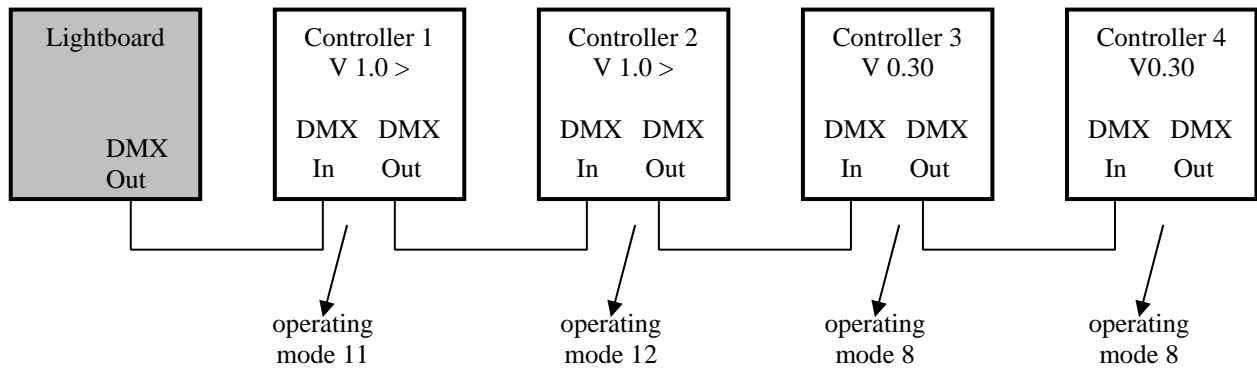 Lightboard
DMX
Out
Controller 1
V 1.0 >
DMX DMX
In Out
Controller 2
V 1.0 >
DMX DMX
In Out
Controller 3
V 0.30
DMX DMX
In Out
Controller 4
V0.30
DMX DMX
In Out
operating
mode 11
operating
mode 12
operating
mode 8
operating
mode 8